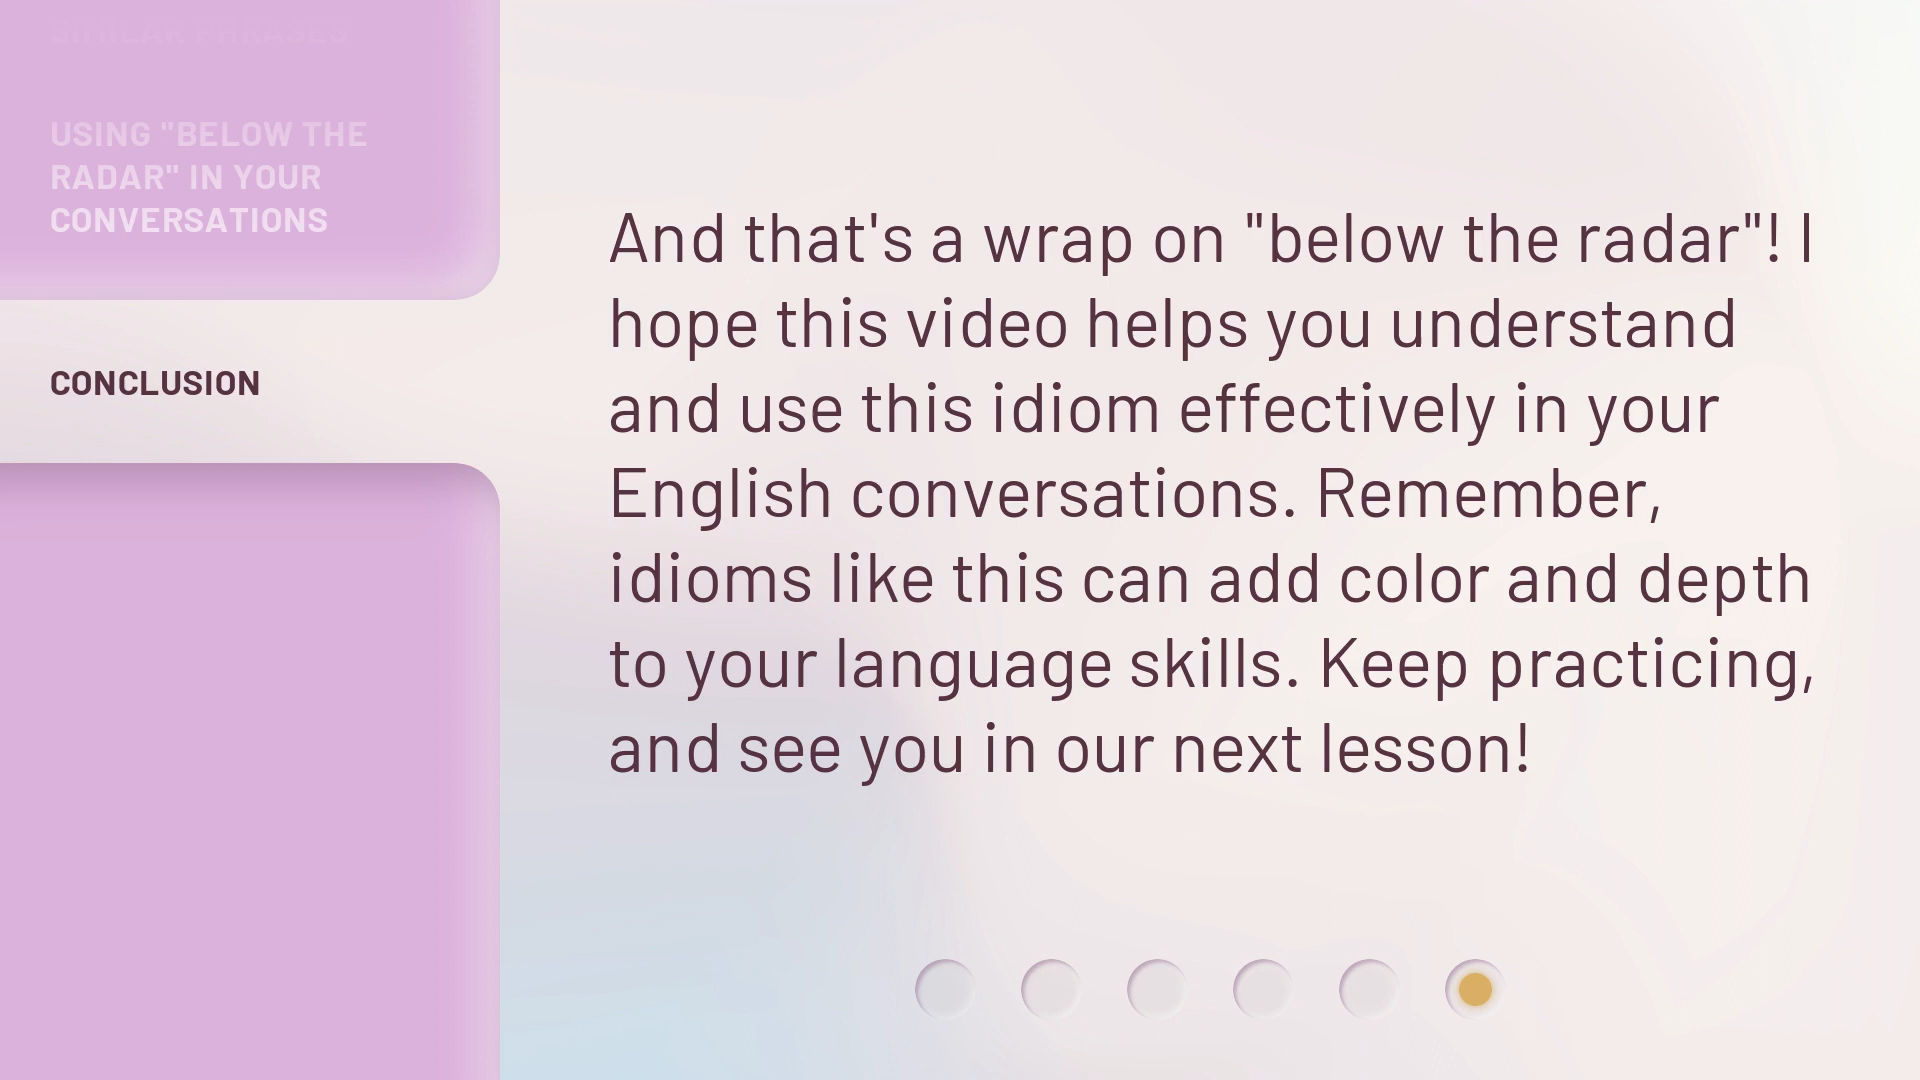 SIMILAR PHRASES
USING "BELOW THE
RADAR" IN YOUR
CONVERSATIONS
CONCLUSION
And that's a wrap on "below the radar"! I
hope this video helps you understand
and use this idiom effectively in your
English conversations. Remember,
idioms like this can add color and depth
to your language skills. Keep practicing,
and see you in our next lesson!